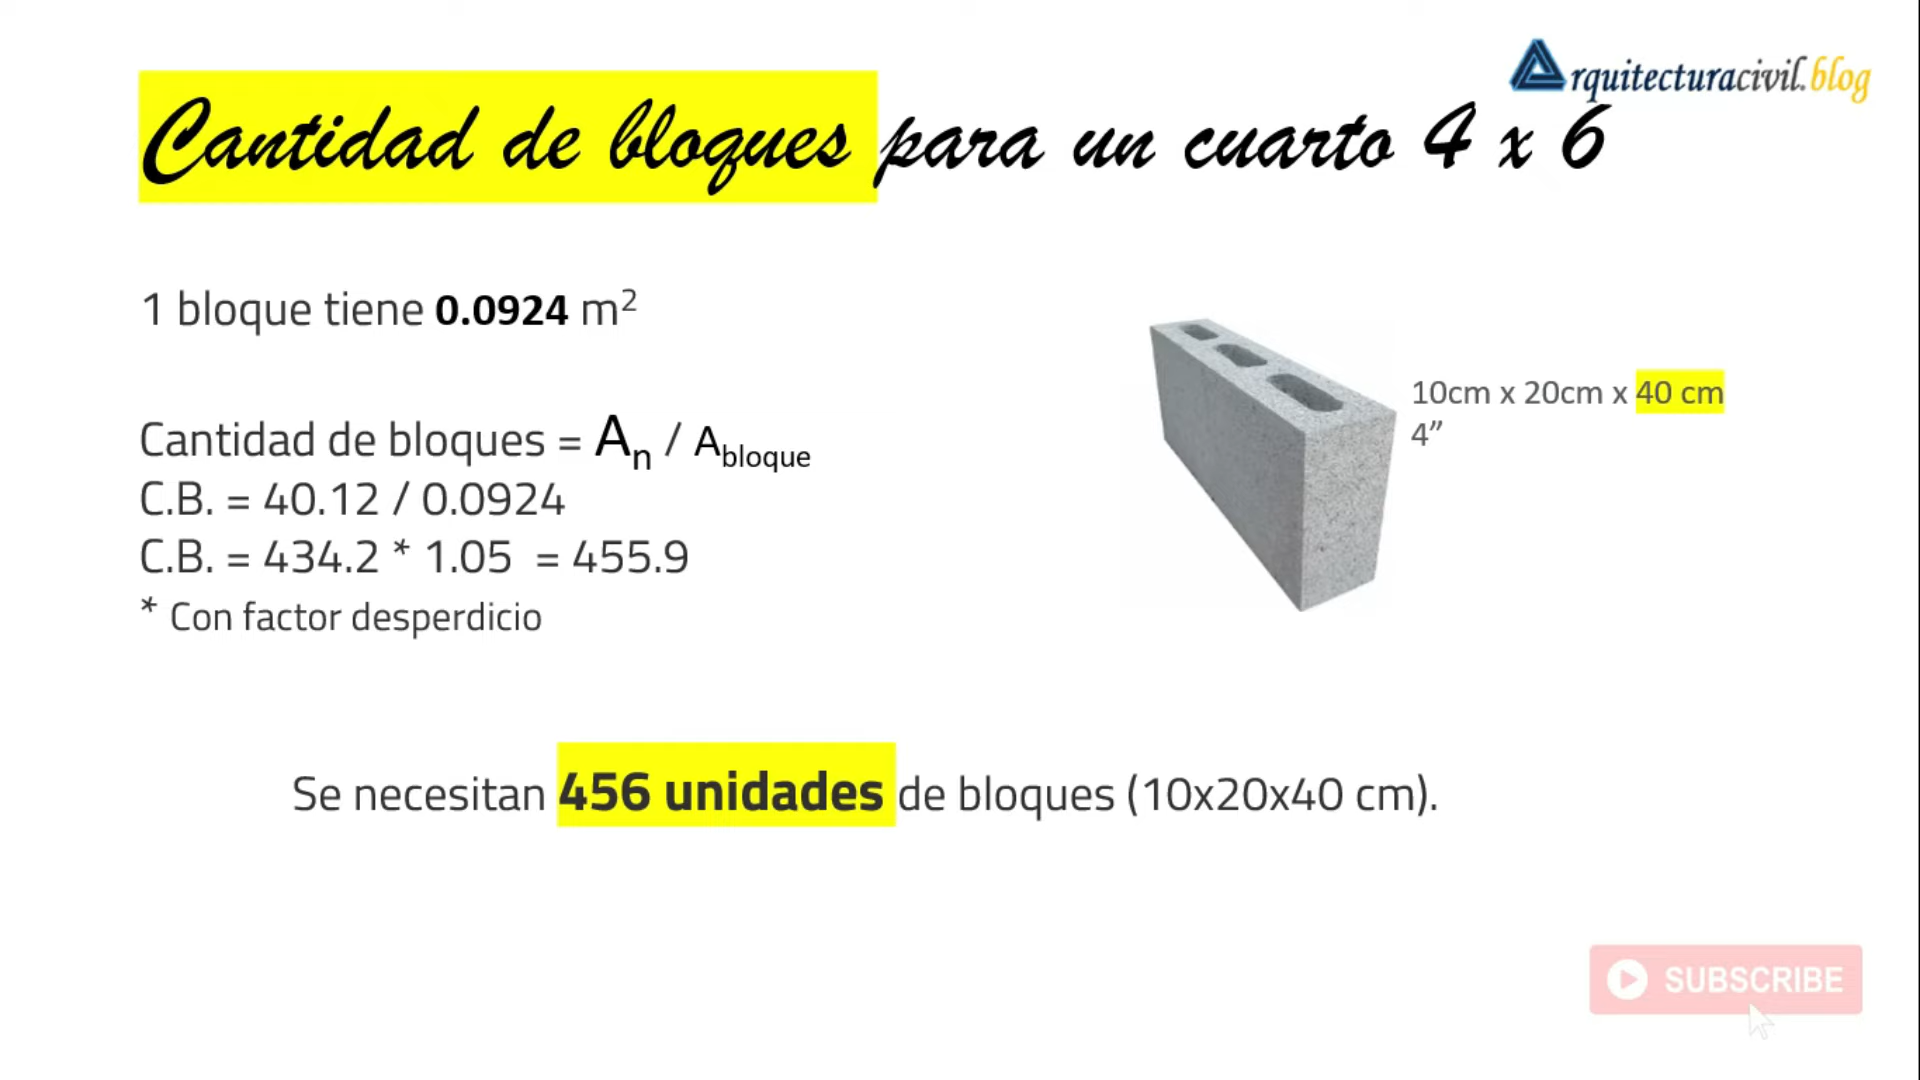 Arquitecturacivil.blog
Cantidad de bloques para un cuarto 4 x 6
1 bloque tiene 0.0924 m²
10cm x 20cm x 40 cm
4”
Cantidad de bloques = An / Abloque
C.B. = 40.12 / 0.0924
C.B. = 434.2 * 1.05 = 455.9
* Con factor desperdicio
Se necesitan 456 unidades de bloques (10x20x40 cm).
SUBSCRIBE